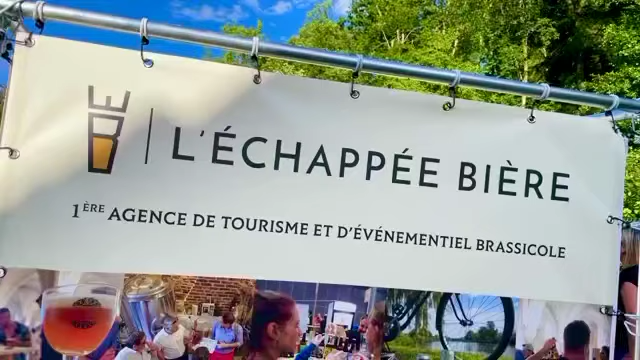 L'ÉCHAPPÉE BIÈRE
1ÈRE AGENCE DE TOURISME ET D'ÉVÉNEMENTIEL BRASSICOLE